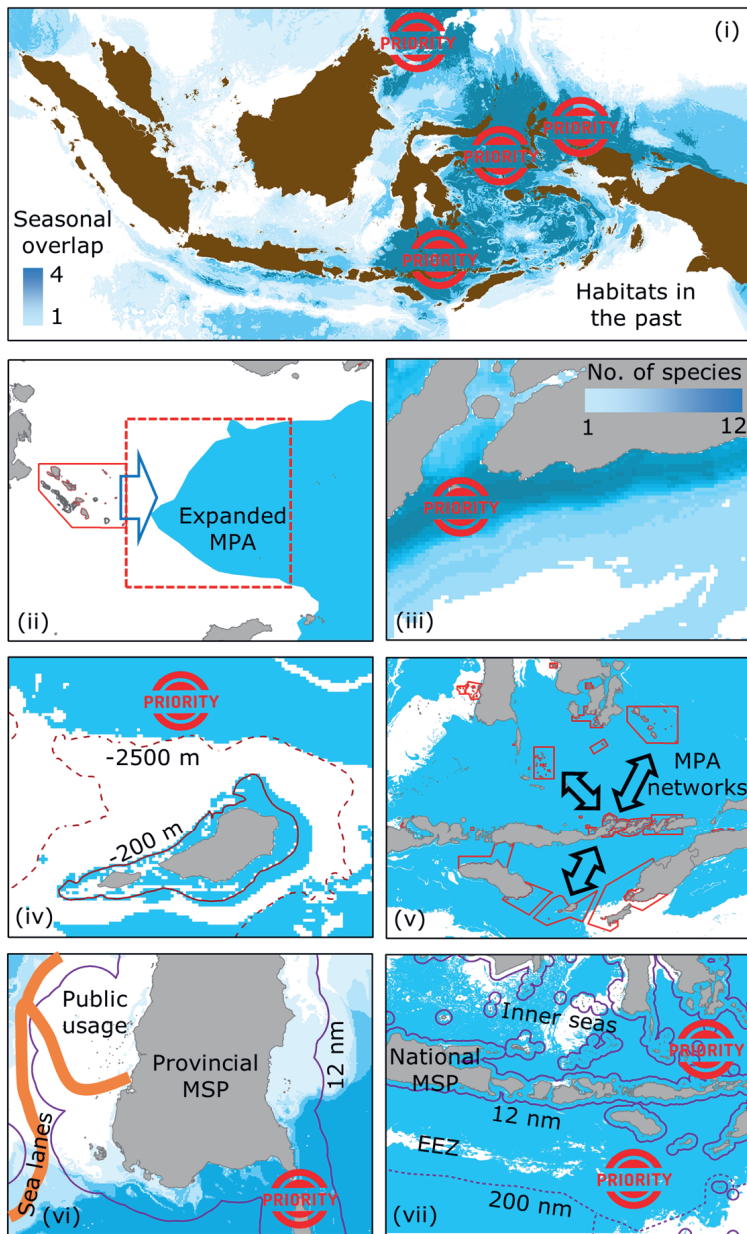 (i)
PRIORITY
PRIORITY
PRIORITY
PRIORITY
Seasonal
overlap
4
1
Habitats in
the past
Expanded
MPA
(ii)
No. of species
1
12
PRIORITY
(iii)
PRIORITY
-2500 m
-200 m
(iv)
MPA
networks
(v)
Public
usage
Provincial
MSP
12 nm
Sea lanes
PRIORITY
(vi)
Inner seas
PRIORITY
National
MSP
12 nm
EEZ
PRIORITY
200 nm
(vii)